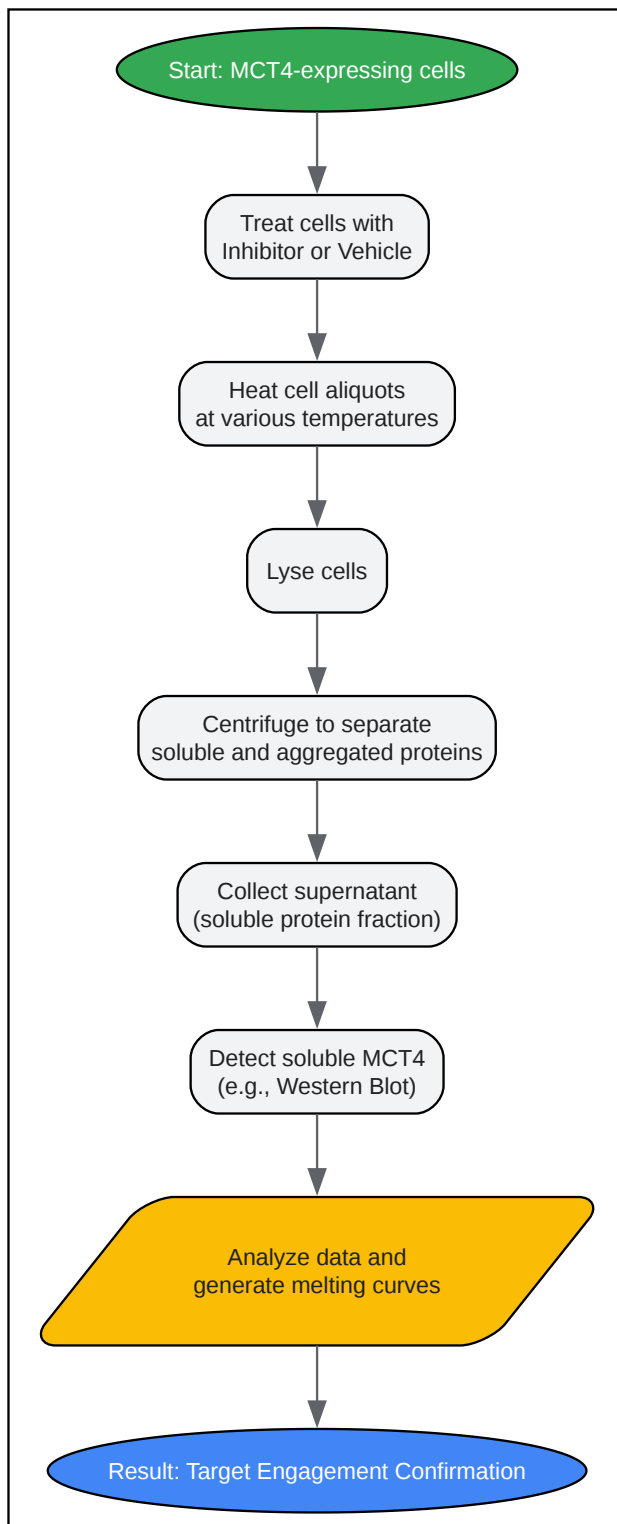 Start: MCT4-expressing cells
Treat cells with
Inhibitor or Vehicle
Heat cell aliquots
at various temperatures
Lyse cells
Centrifuge to separate
soluble and aggregated proteins
Collect supernatant
(soluble protein fraction)
Detect soluble MCT4
(e.g., Western Blot)
Analyze data and
generate melting curves
Result: Target Engagement Confirmation